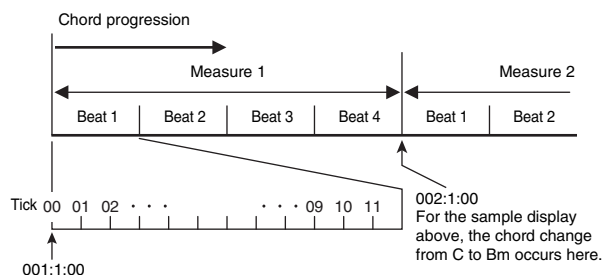 Chord progression
Measure 1
Measure 2
Beat 1
Beat 2
Beat 3
Beat 4
Beat 1
Beat 2
Tick 00 01 02 · · · · · · 09 10 11
001:1:00
002:1:00
For the sample display
above, the chord change
from C to Bm occurs here.